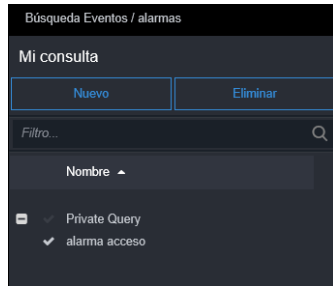 Búsqueda Eventos / alarmas
Mi consulta
Nuevo Eliminar
Filtro...
Nombre
Private Query
alarma acceso